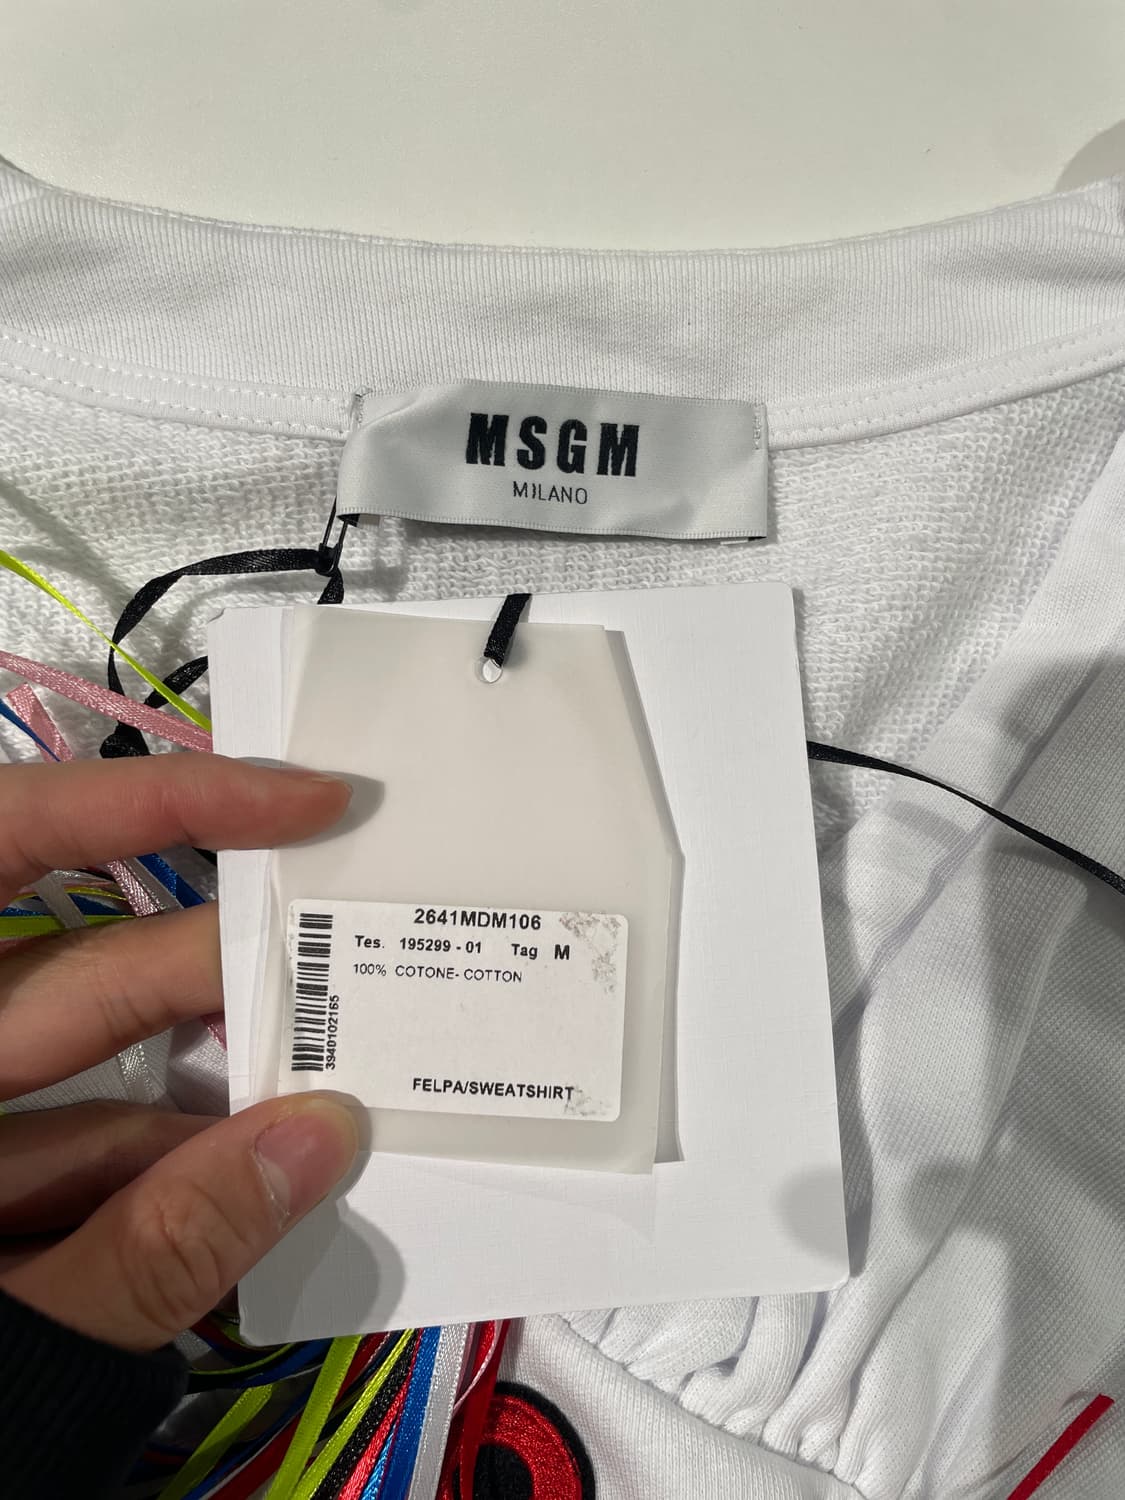 MSGM
MILANO
2641MDM106
Tes. 195299 - 01 Tag M
100% COTONE- COTTON
3940102165
FELPA/SWEATSHIRT